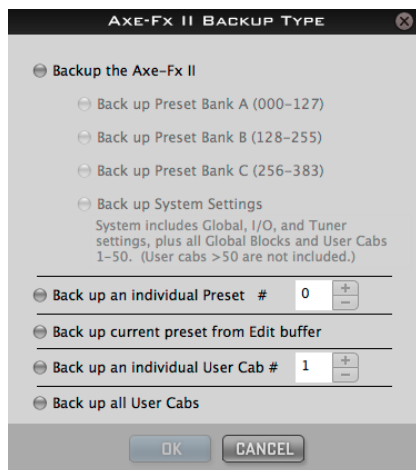 Axe-Fx II Backup Type
Backup the Axe-Fx II
Back up Preset Bank A (000-127)
Back up Preset Bank B (128-255)
Back up Preset Bank C (256-383)
Back up System Settings
System includes Global, I/O, and Tuner
settings, plus all Global Blocks and User Cabs
1-50. (User cabs >50 are not included.)
Back up an individual Preset # 0 + −
Back up current preset from Edit buffer
Back up an individual User Cab # 1 + −
Back up all User Cabs
OK CANCEL